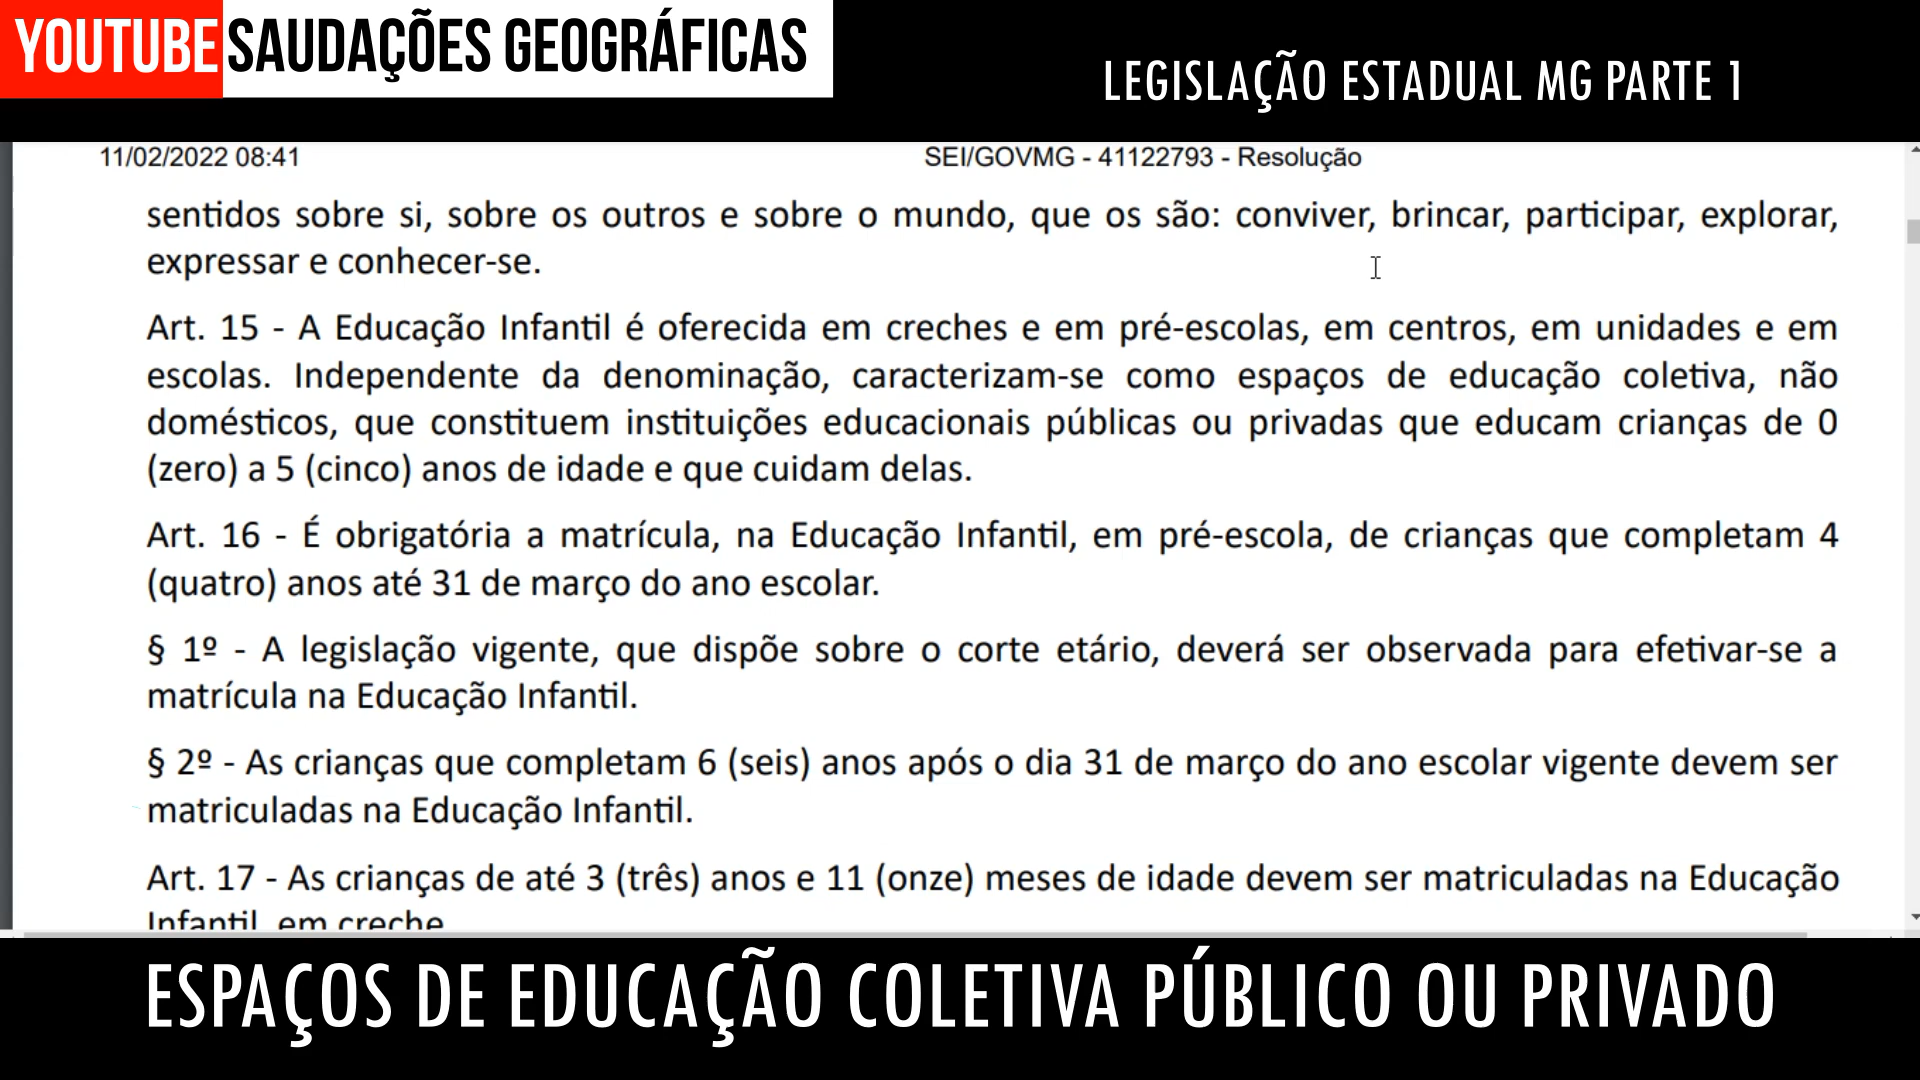 YOUTUBE SAUDAÇÕES GEOGRÁFICAS
LEGISLAÇÃO ESTADUAL MG PARTE 1
11/02/2022 08:41 SEI/GOVMG - 41122793 - Resolução
sentidos sobre si, sobre os outros e sobre o mundo, que os são: conviver, brincar, participar, explorar,
expressar e conhecer-se.
Art. 15 - A Educação Infantil é oferecida em creches e em pré-escolas, em centros, em unidades e em
escolas. Independente da denominação, caracterizam-se como espaços de educação coletiva, não
domésticos, que constituem instituições educacionais públicas ou privadas que educam crianças de 0
(zero) a 5 (cinco) anos de idade e que cuidam delas.
Art. 16 - É obrigatória a matrícula, na Educação Infantil, em pré-escola, de crianças que completam 4
(quatro) anos até 31 de março do ano escolar.
§ 1º - A legislação vigente, que dispõe sobre o corte etário, deverá ser observada para efetivar-se a
matrícula na Educação Infantil.
§ 2º - As crianças que completam 6 (seis) anos após o dia 31 de março do ano escolar vigente devem ser
matriculadas na Educação Infantil.
Art. 17 - As crianças de até 3 (três) anos e 11 (onze) meses de idade devem ser matriculadas na Educação
Infantil, em creche
ESPAÇOS DE EDUCAÇÃO COLETIVA PÚBLICO OU PRIVADO